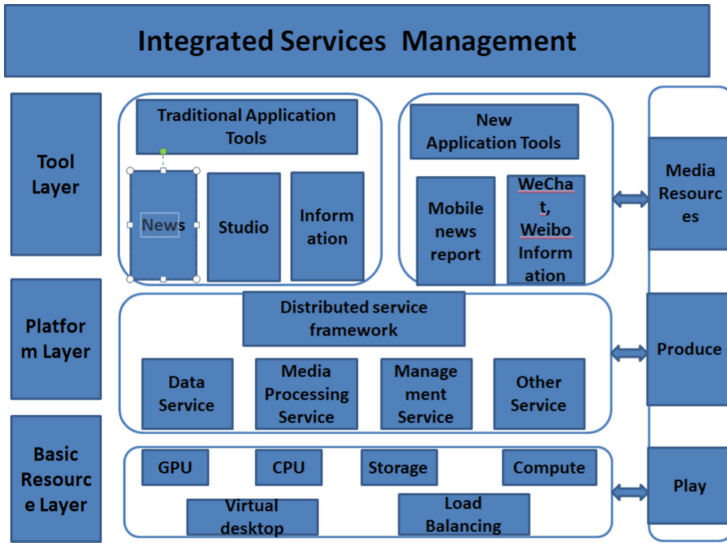 Integrated Services Management
Tool
Layer
Traditional Application
Tools
News
Studio
Inform
ation
New
Application Tools
Mobile
news
report
WeCha
t,
Weibo
Inform
ation
Media
Resourc
es
Platfor
m Layer
Distributed service
framework
Data
Service
Media
Processing
Service
Manage
ment
Service
Other
Service
Produce
Basic
Resourc
e Layer
GPU
CPU
Storage
Compute
Virtual
desktop
Load
Balancing
Play